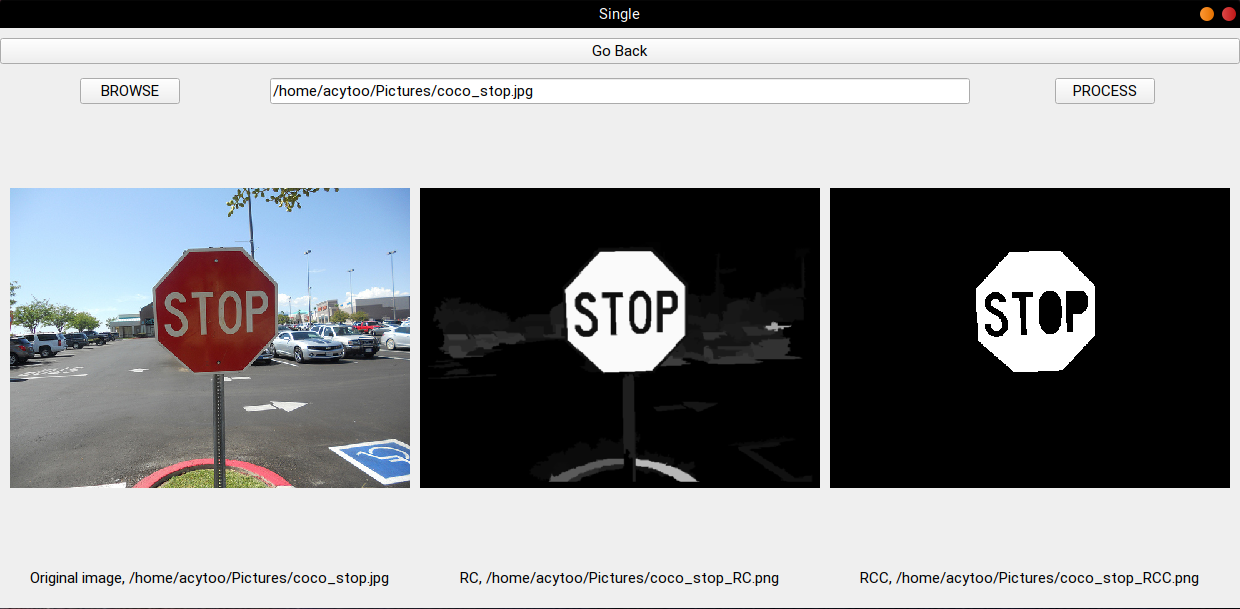 Single
Go Back
BROWSE
/home/acytoo/Pictures/coco_stop.jpg
PROCESS
STOP
STOP
STOP
Original image, /home/acytoo/Pictures/coco_stop.jpg
RC, /home/acytoo/Pictures/coco_stop_RC.png
RCC, /home/acytoo/Pictures/coco_stop_RCC.png